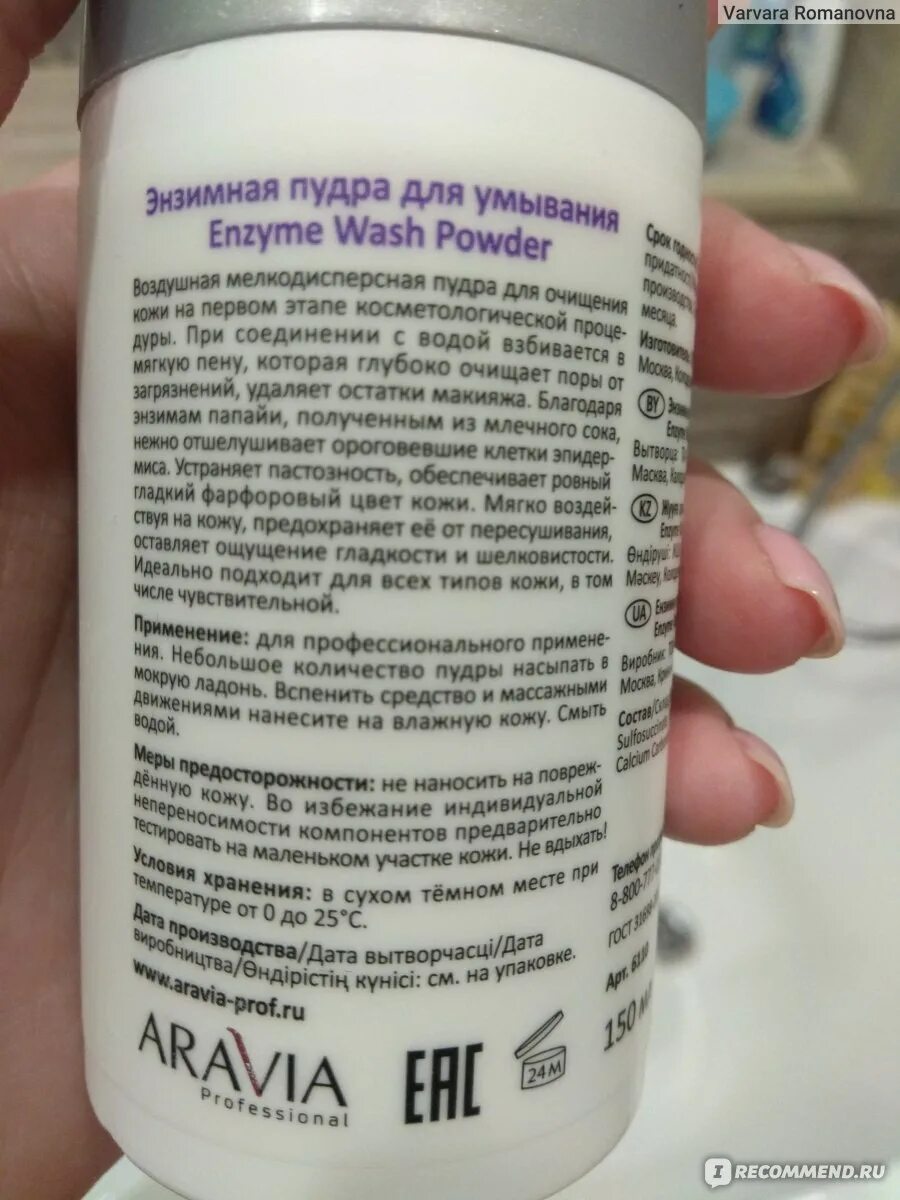 Varvara Romanovna
Энзимная пудра для умывания
Enzyme Wash Powder
Воздушная мелкодисперсная пудра для очищения
кожи на первом этапе косметологической проце-
дуры. При соединении с водой взбивается в
мягкую пену, которая глубоко очищает поры от
загрязнений, удаляет остатки макияжа. Благодаря
энзимам папайи, полученным из млечного сока,
нежно отшелушивает ороговевшие клетки эпидер-
миса. Устраняет пастозность, обеспечивает ровный
гладкий фарфоровый цвет кожи. Мягко воздей-
ствуя на кожу, предохраняет её от пересушивания,
оставляет ощущение гладкости и шелковистости.
Идеально подходит для всех типов кожи, в том
числе чувствительной.
Применение: для профессионального примене-
ния. Небольшое количество пудры насыпать в
мокрую ладонь. Вспенить средство и массажными
движениями нанесите на влажную кожу. Смыть
водой.
Меры предосторожности: не наносить на повреж-
дённую кожу. Во избежание индивидуальной
непереносимости компонентов предварительно
тестировать на маленьком участке кожи. Не вдыхать!
Условия хранения: в сухом тёмном месте при
температуре от 0 до 25°C.
Дата производства/Дата вытворчасці/Дата
виробництва/Өндірістің күнісі: см. на упаковке.
www.aravia-prof.ru
ARAVIA
Professional
EAC
24M
Срок
месяца.
Изготовитель
Москва,
BY
Enzyme
Вытворца
Масква,
KZ
Enzyme
Өндіруші:
Мәскеу,
UA
Enzyme
Виробник:
Москва,
Состав/
Sulfosuccinate
Calcium
Телефон
8-800-
ГОСТ
Арт. 6110
150
IRECOMMEND.RU